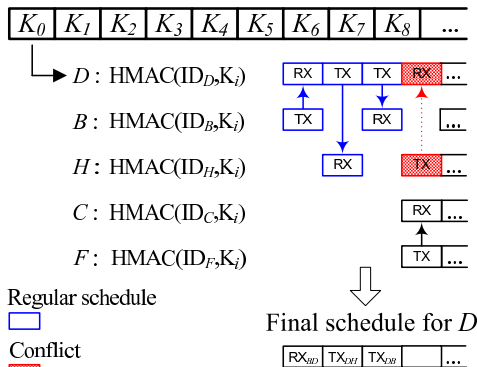 K0 K1 K2 K3 K4 K5 K6 K7 K8 ...
D : HMAC(IDD,Ki) RX TX TX RX ...
B : HMAC(IDB,Ki) TX RX ...
H : HMAC(IDH,Ki) RX TX ...
C : HMAC(IDC,Ki) RX ...
F : HMAC(IDF,Ki) TX ...
Regular schedule
Final schedule for D
Conflict
RXBD TXDH TXDB ...